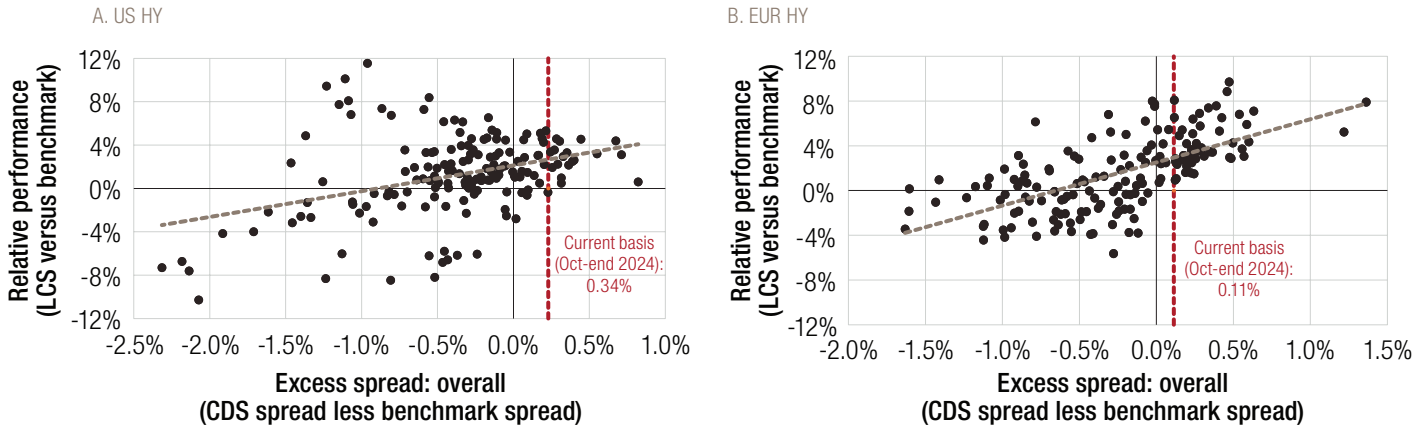 A. US HY
Relative performance
(LCS versus benchmark)
12%
8%
4%
0%
-4%
-8%
-12%
-2.5%
-2.0%
-1.5%
-1.0%
-0.5%
0.0%
0.5%
1.0%
Current basis
(Oct-end 2024):
0.34%
Excess spread: overall
(CDS spread less benchmark spread)
B. EUR HY
Relative performance
(LCS versus benchmark)
12%
8%
4%
0%
-4%
-8%
-12%
-2.0%
-1.5%
-1.0%
-0.5%
0.0%
0.5%
1.0%
1.5%
Current basis
(Oct-end 2024):
0.11%
Excess spread: overall
(CDS spread less benchmark spread)